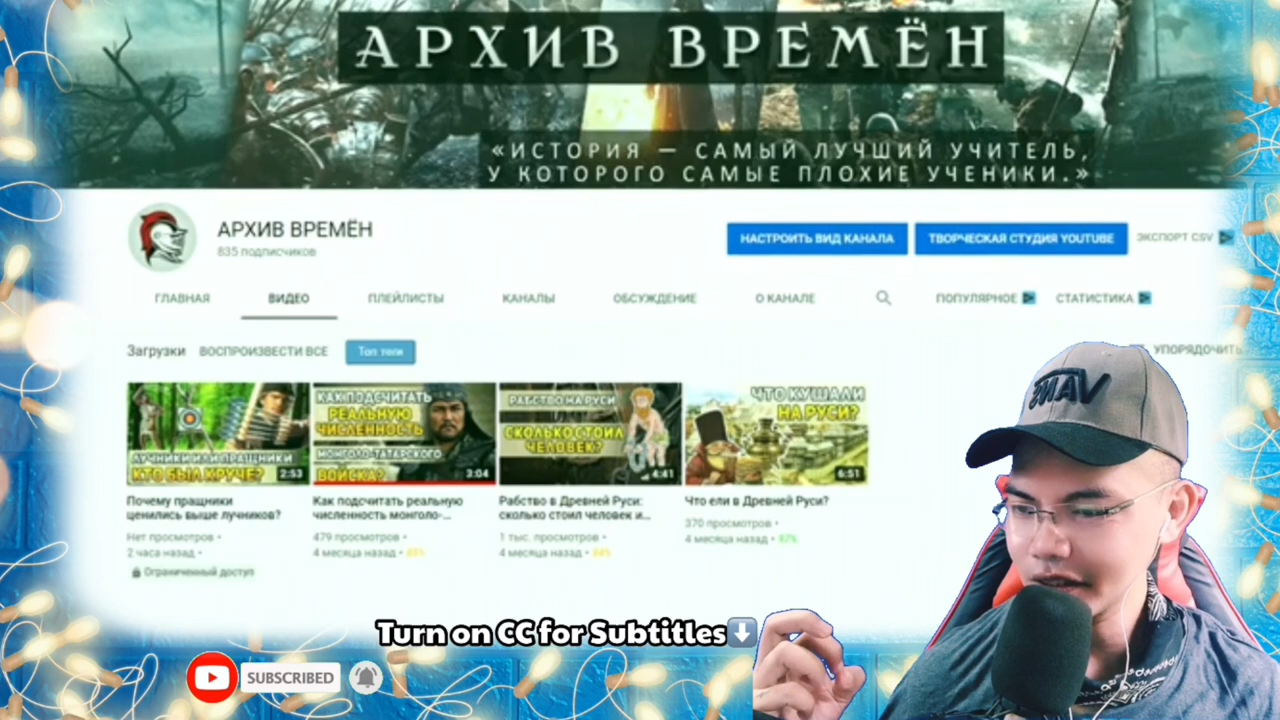 АРХИВ ВРЕМЁН
«ИСТОРИЯ — САМЫЙ ЛУЧШИЙ УЧИТЕЛЬ,
У КОТОРОГО САМЫЕ ПЛОХИЕ УЧЕНИКИ.»
АРХИВ ВРЕМЁН
835 подписчиков
НАСТРОИТЬ ВИД КАНАЛА
ТВОРЧЕСКАЯ СТУДИЯ YOUTUBE
ЭКСПОРТ CSV
ГЛАВНАЯ ВИДЕО ПЛЕЙЛИСТЫ КАНАЛЫ ОБСУЖДЕНИЕ О КАНАЛЕ ПОПУЛЯРНОЕ СТАТИСТИКА
Загрузки ВОСПРОИЗВЕСТИ ВСЕ Топ теги УПОРЯДОЧИТЬ
ЛУЧНИКИ ИЛИ ПРАЩНИКИ
КТО БЫЛ КРУЧЕ?
2:53
Почему пращники
ценились выше лучников?
Нет просмотров •
2 часа назад •
Ограниченный доступ
КАК ПОДСЧИТАТЬ
РЕАЛЬНУЮ
ЧИСЛЕННОСТЬ
МОНГОЛО-ТАТАРСКОГО
ВОЙСКА?
3:04
Как подсчитать реальную
численность монголо-...
479 просмотров •
4 месяца назад •
РАБСТВО НА РУСИ
СКОЛЬКО СТОИЛ
ЧЕЛОВЕК?
4:41
Рабство в Древней Руси:
сколько стоил человек и...
1 тыс. просмотров •
4 месяца назад •
ЧТО КУШАЛИ
НА РУСИ?
6:51
Что ели в Древней Руси?
370 просмотров •
4 месяца назад • 97%
VANS
Turn on CC for Subtitles
SUBSCRIBED